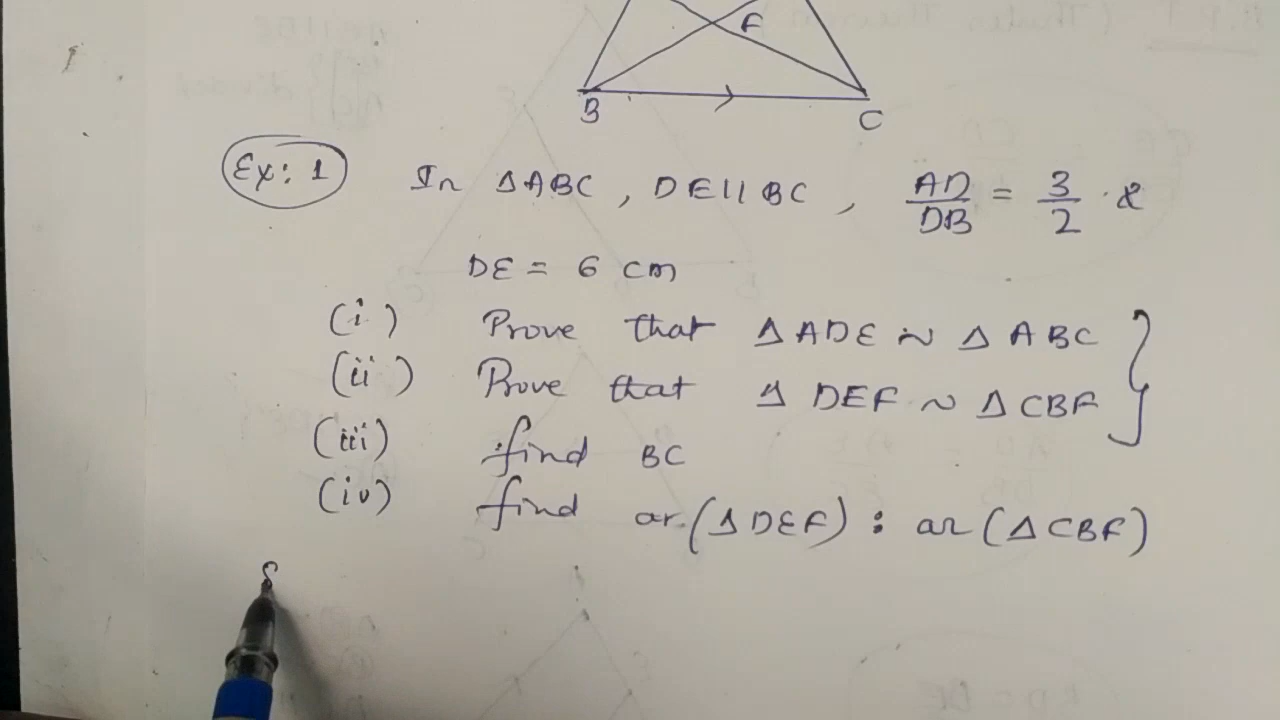 F
B
C
Ex: 1 In ΔABC, DE || BC, AD/DB = 3/2 . &
DE = 6 cm
(i) Prove that ΔADE ~ ΔABC
(ii) Prove that Δ DEF ~ ΔCBF
(iii) find BC
(iv) find ar.(ΔDEF) : ar(ΔCBF)
S